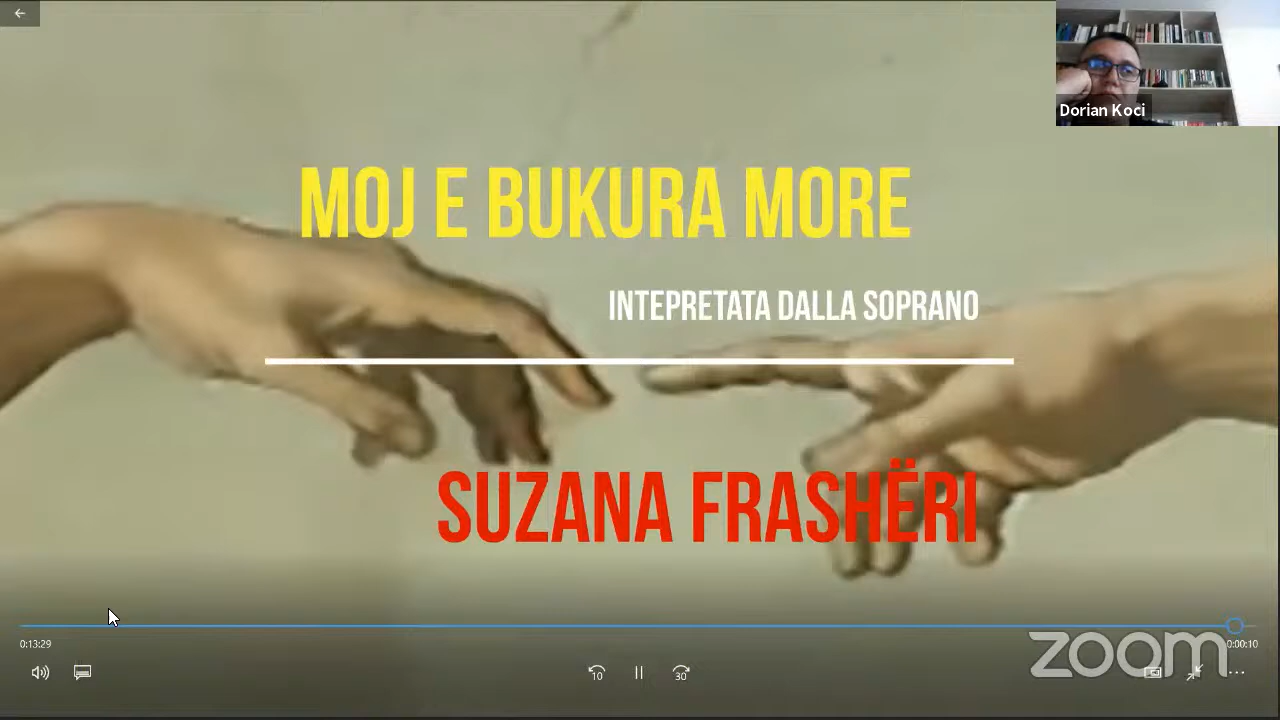 Dorian Koci
MOJ E BUKURA MORE
INTEPRETATA DALLA SOPRANO
SUZANA FRASHËRI
0:13:29
0:00:10
10
30
zoom